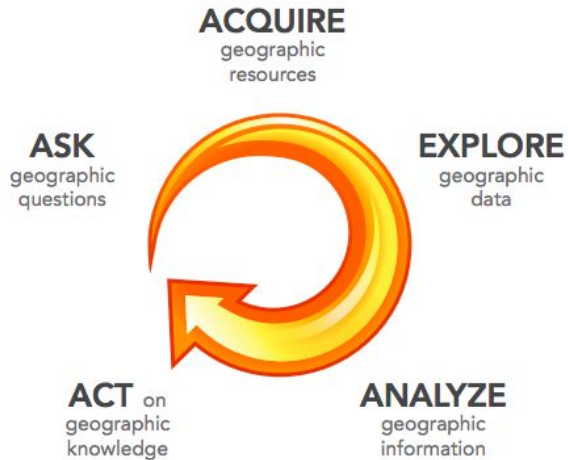 ACQUIRE
geographic
resources
ASK
geographic
questions
EXPLORE
geographic
data
ACT on
geographic
knowledge
ANALYZE
geographic
information